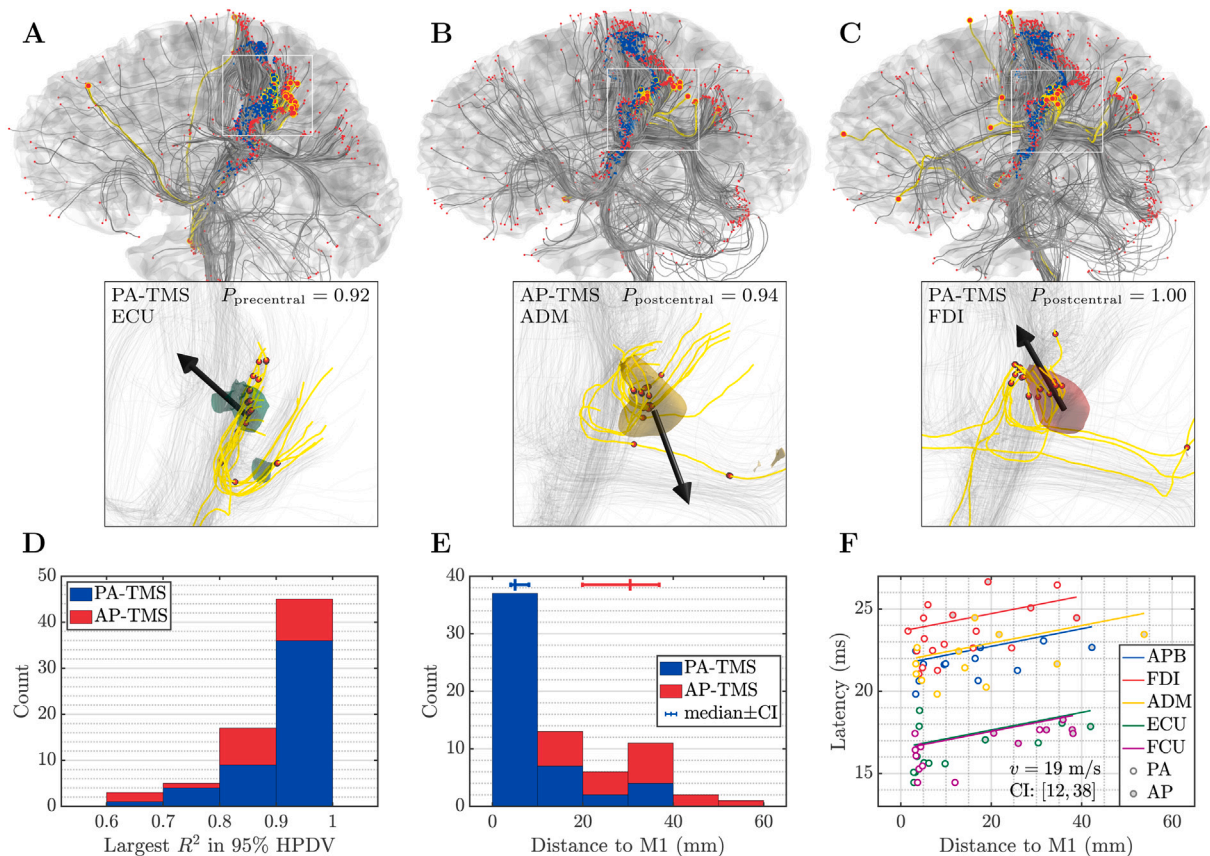 A
B
C
PA-TMS P_precentral = 0.92
ECU
AP-TMS P_postcentral = 0.94
ADM
PA-TMS P_postcentral = 1.00
FDI
D
50
40
30
20
10
0
Count
PA-TMS
AP-TMS
0.6 0.7 0.8 0.9 1
Largest R² in 95% HPDV
E
40
30
20
10
0
Count
PA-TMS
AP-TMS
median±CI
0 20 40 60
Distance to M1 (mm)
F
25
20
15
Latency (ms)
APB
FDI
ADM
ECU
FCU
PA
AP
v = 19 m/s
CI: [12, 38]
0 20 40 60
Distance to M1 (mm)